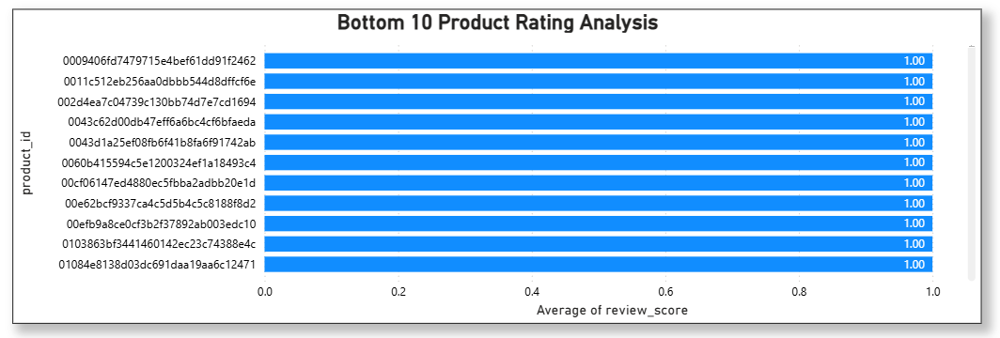 Bottom 10 Product Rating Analysis
product_id
0009406fd7479715e4bef61dd91f2462 1.00
0011c512eb256aa0dbbb544d8dffcf6e 1.00
002d4ea7c04739c130bb74d7e7cd1694 1.00
0043c62d00db47eff6a6bc4cf6bfaeda 1.00
0043d1a25ef08fb6f41b8fa6f91742ab 1.00
0060b415594c5e1200324ef1a18493c4 1.00
00cf06147ed4880ec5fbba2adbb20e1d 1.00
00e62bcf9337ca4c5d5b4c5c8188f8d2 1.00
00efb9a8ce0cf3b2f37892ab003edc10 1.00
0103863bf3441460142ec23c74388e4c 1.00
01084e8138d03dc691daa19aa6c12471 1.00
0.0 0.2 0.4 0.6 0.8 1.0
Average of review_score